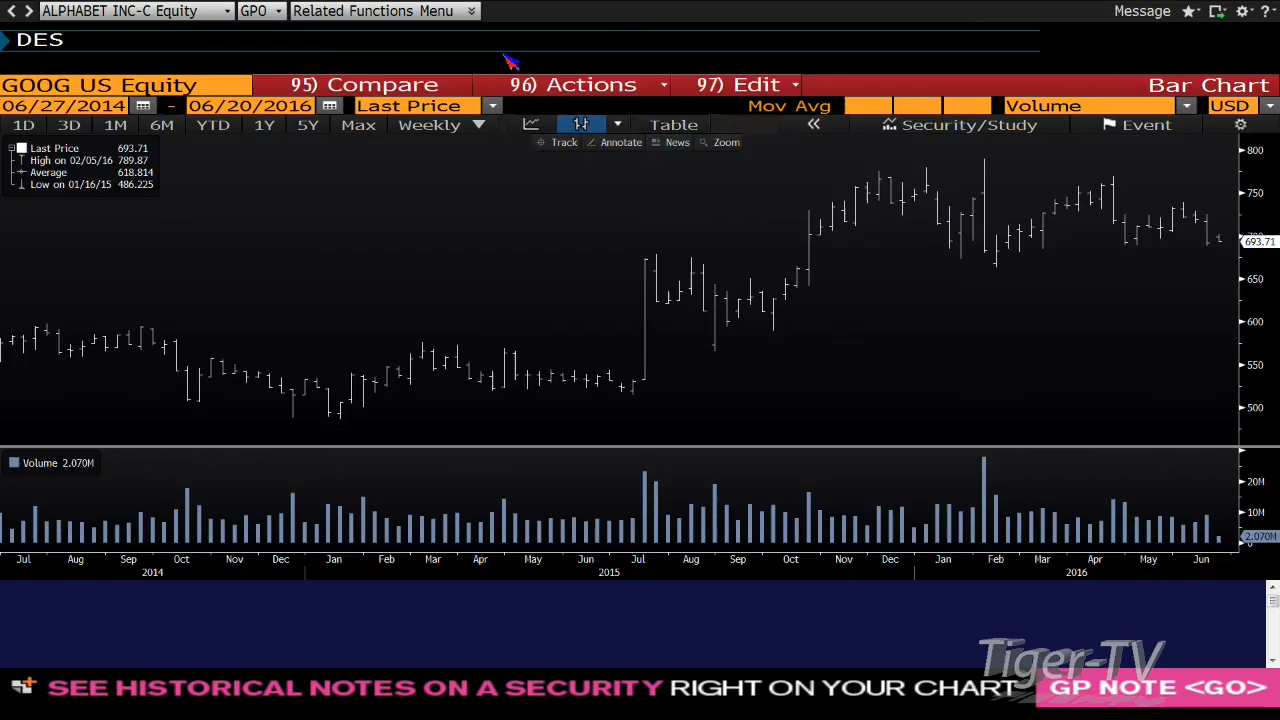 ALPHABET INC-C Equity GPO Related Functions Menu Message ?
DES
GOOG US Equity 95) Compare 96) Actions 97) Edit Bar Chart
06/27/2014 - 06/20/2016 Last Price Mov Avg Volume USD
1D 3D 1M 6M YTD 1Y 5Y Max Weekly Table « Security/Study Event
Track Annotate News Zoom
Last Price 693.71
High on 02/05/16 789.87
Average 618.814
Low on 01/16/15 486.225
800
750
693.71
650
600
550
500
Volume 2.070M
20M
10M
2.070M
0
Jul Aug Sep Oct Nov Dec Jan Feb Mar Apr May Jun Jul Aug Sep Oct Nov Dec Jan Feb Mar Apr May Jun
2014 2015 2016
Tiger-TV
SEE HISTORICAL NOTES ON A SECURITY RIGHT ON YOUR CHART GP NOTE <GO>